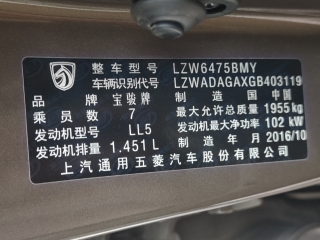 整车型号 LZW6475BMY
车辆识别代号 LZWADAGAXGB403119
品牌 宝骏牌 制造国 中国
乘员数 7 最大允许总质量 1955 kg
发动机型号 LL5 发动机最大净功率 102 kW
发动机排量 1.451 L 制造年月 2016/10
上汽通用五菱汽车股份有限公司